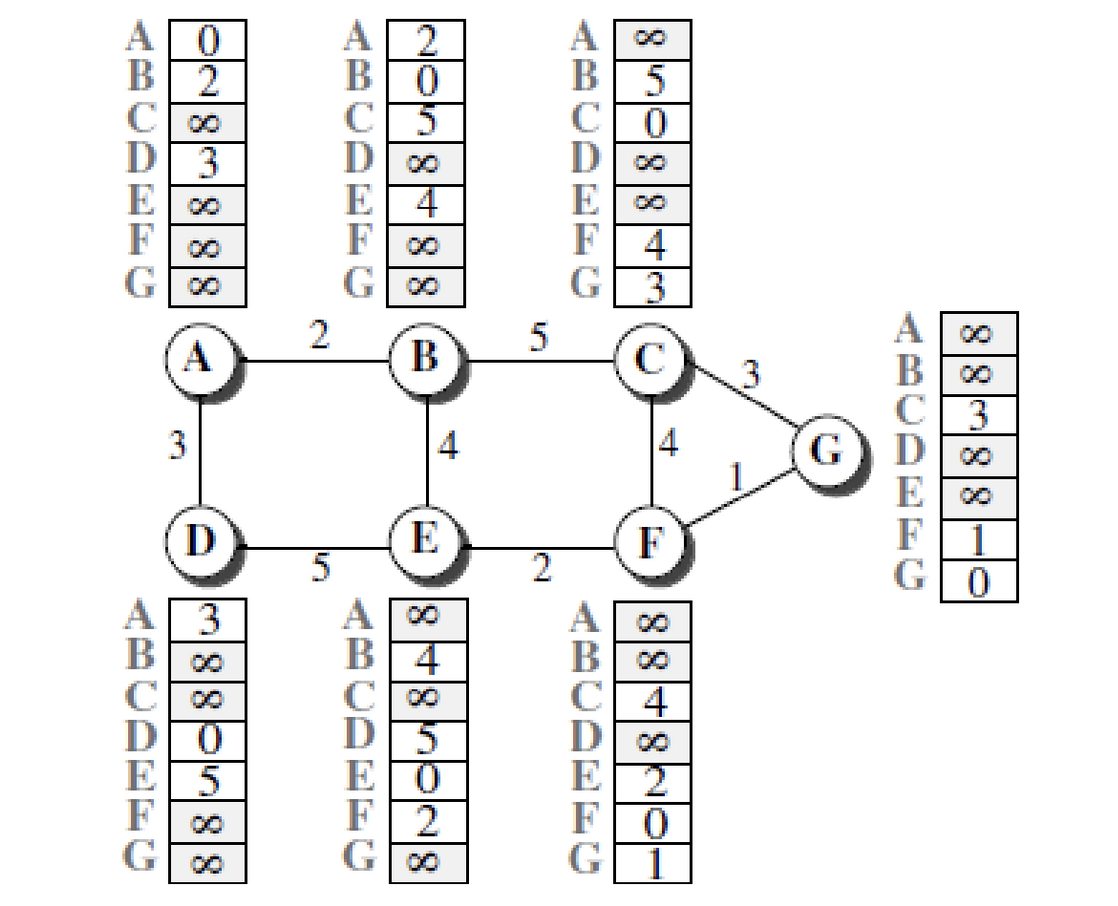 A 0 A 2 A ∞
B 2 B 0 B 5
C ∞ C 5 C 0
D 3 D ∞ D ∞
E ∞ E 4 E ∞
F ∞ F ∞ F 4
G ∞ G ∞ G 3
A 2 B 5 C 3
3 4 4 1 G
D 5 E 2 F
A ∞
B ∞
C 3
D ∞
E ∞
F 1
G 0
A 3 A ∞ A ∞
B ∞ B 4 B ∞
C ∞ C ∞ C 4
D 0 D 5 D ∞
E 5 E 0 E 2
F ∞ F 2 F 0
G ∞ G ∞ G 1